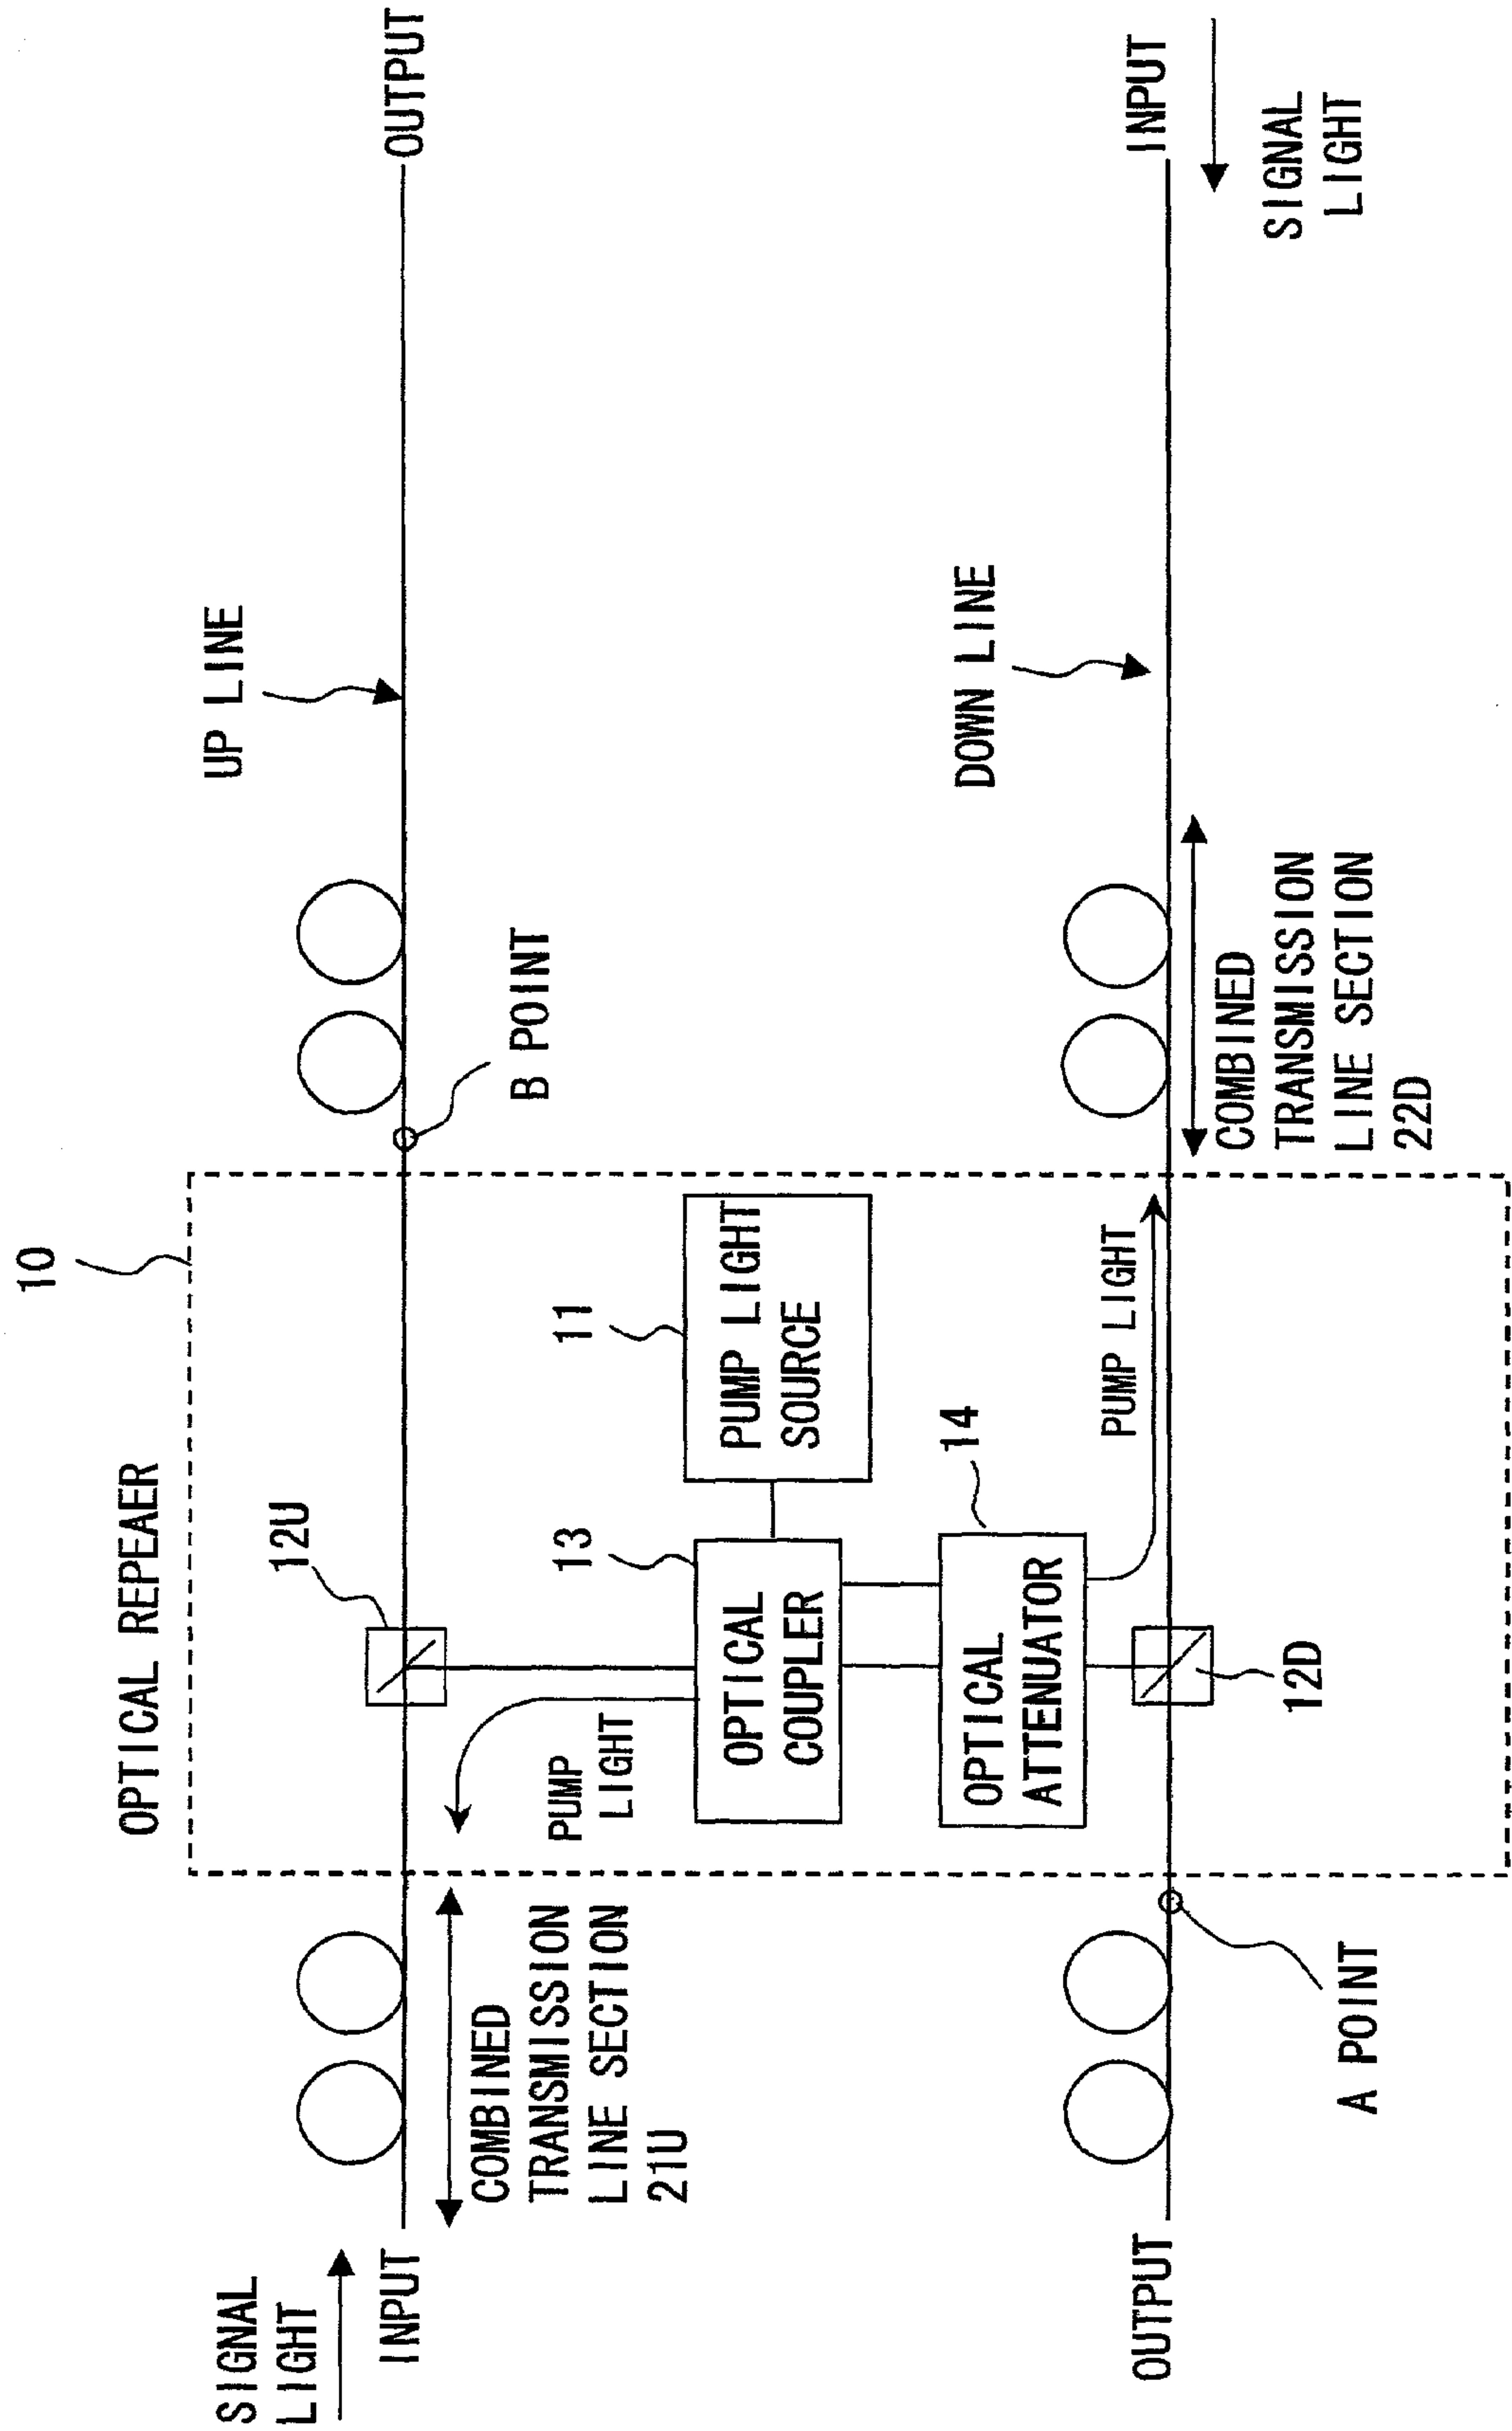 SIGNAL
LIGHT
INPUT
COMBINED
TRANSMISSION
LINE SECTION
21U
OPTICAL REPEAER
10
12U
PUMP
LIGHT
13
OPTICAL
COUPLER
11
PUMP LIGHT
SOURCE
14
OPTICAL
ATTENUATOR
PUMP LIGHT
12D
B POINT
UP LINE
OUTPUT
OUTPUT
A POINT
COMBINED
TRANSMISSION
LINE SECTION
22D
DOWN LINE
INPUT
SIGNAL
LIGHT